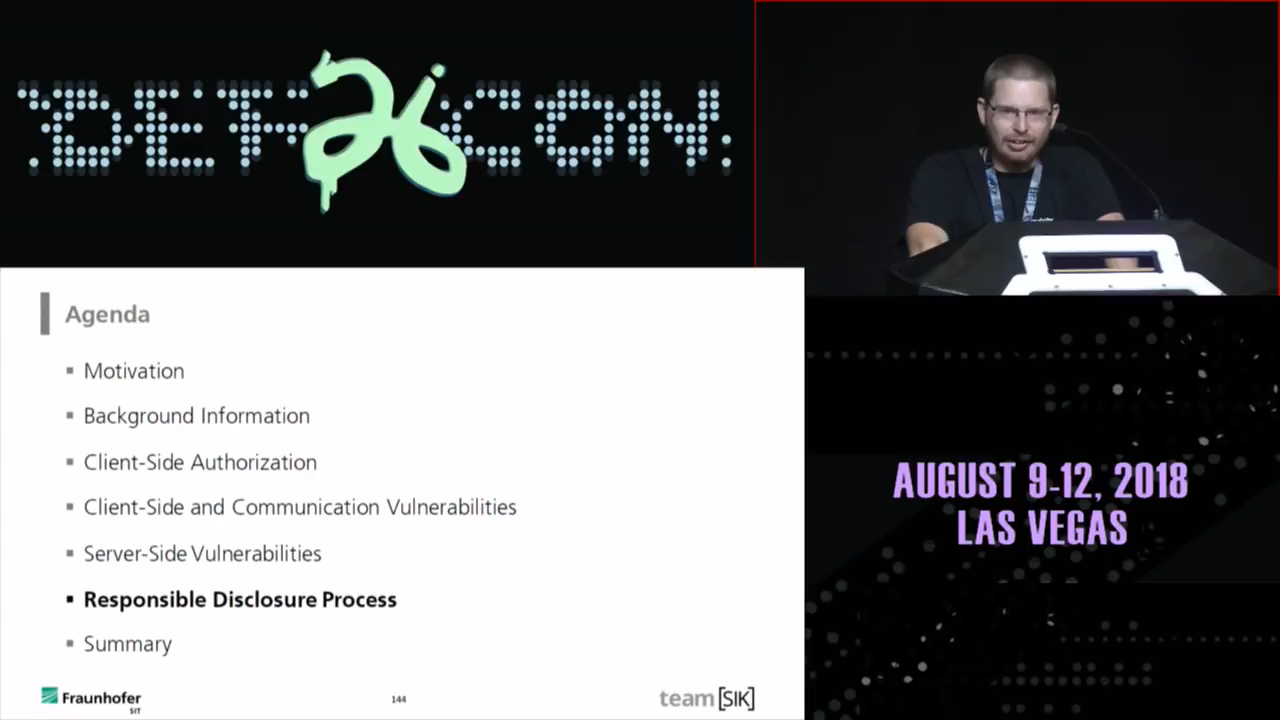 DEF 26 CON
AUGUST 9-12, 2018
LAS VEGAS
Agenda
▪ Motivation
▪ Background Information
▪ Client-Side Authorization
▪ Client-Side and Communication Vulnerabilities
▪ Server-Side Vulnerabilities
▪ Responsible Disclosure Process
▪ Summary
Fraunhofer
SIT
144
team[SIK]